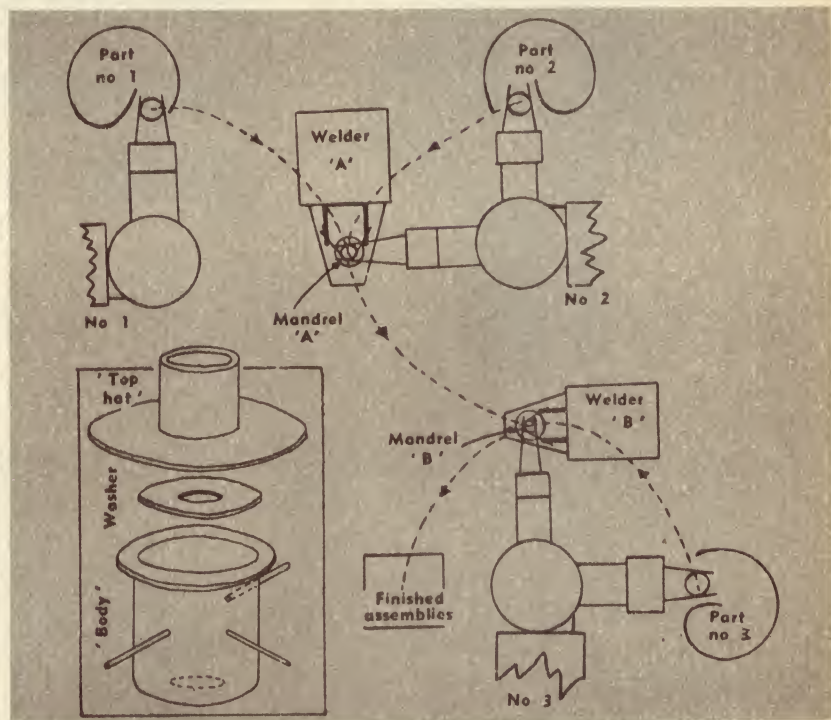 Part
no 1
Part
no 2
Welder
'A'
No 1
Mandrel
'A'
No 2
'Top
hat'
Washer
'Body'
Mandrel
'B'
Welder
'B'
Finished
assemblies
Part
no 3
No 3